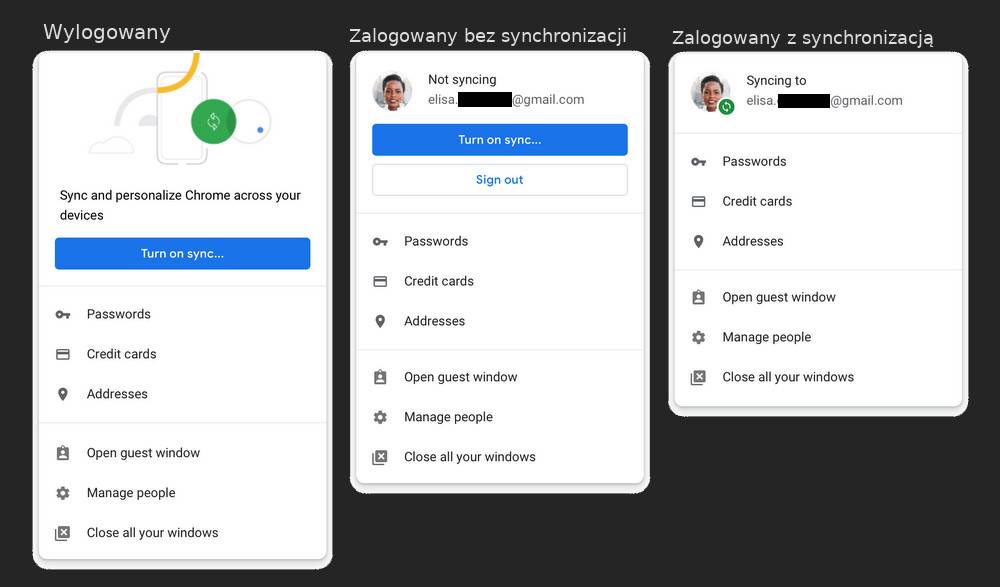 Wylogowany
Sync and personalize Chrome across your
devices
Turn on sync...
Passwords
Credit cards
Addresses
Open guest window
Manage people
Close all your windows
Zalogowany bez synchronizacji
Not syncing
elisa. @gmail.com
Turn on sync...
Sign out
Passwords
Credit cards
Addresses
Open guest window
Manage people
Close all your windows
Zalogowany z synchronizacją
Syncing to
elisa. @gmail.com
Passwords
Credit cards
Addresses
Open guest window
Manage people
Close all your windows